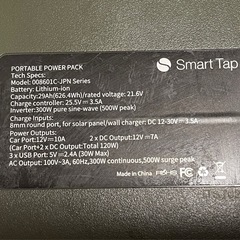 PORTABLE POWER PACK
Smart Tap
Tech Specs:
Model: 008601C-JPN Series
Battery: Lithium-ion
Capacity: 29Ah(626.4Wh) rated voltage: 21.6V
Charge controller: 25.5V⎓3.5A
Inverter: 300W pure sine-wave (500W peak)
Charge Inputs:
8mm round port, for solar panel/wall charger: DC 12-30V⎓3.5A
Power Outputs:
Car Port: 12V⎓10A 2 x DC Output: 12V⎓7A
(Car Port+2 x DC Output: Total 120W)
3 x USB Port: 5V⎓2.4A (30W Max)
AC Output: 100V~3A, 60Hz,300W continuous,500W surge peak
Made in China RoHS FC